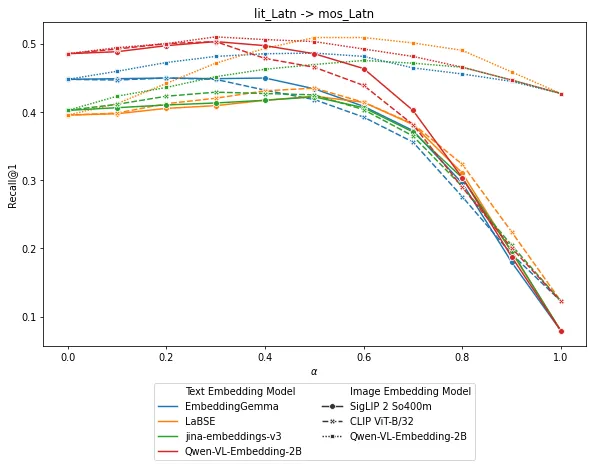 lit_Latn -> mos_Latn
Recall@1
0.5
0.4
0.3
0.2
0.1
0.0 0.2 0.4 0.6 0.8 1.0
α
Text Embedding Model Image Embedding Model
EmbeddingGemma SigLIP 2 So400m
LaBSE CLIP ViT-B/32
jina-embeddings-v3 Qwen-VL-Embedding-2B
Qwen-VL-Embedding-2B